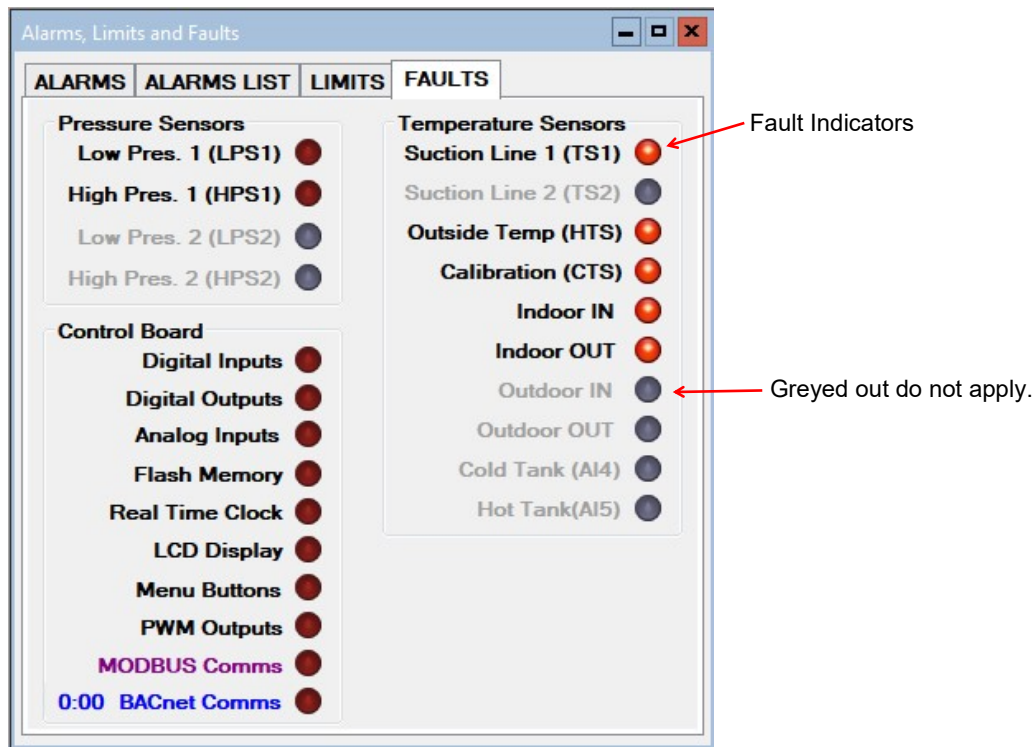 Alarms, Limits and Faults
ALARMS ALARMS LIST LIMITS FAULTS
Pressure Sensors
Low Pres. 1 (LPS1)
High Pres. 1 (HPS1)
Low Pres. 2 (LPS2)
High Pres. 2 (HPS2)
Control Board
Digital Inputs
Digital Outputs
Analog Inputs
Flash Memory
Real Time Clock
LCD Display
Menu Buttons
PWM Outputs
MODBUS Comms
0:00 BACnet Comms
Temperature Sensors
Suction Line 1 (TS1)
Suction Line 2 (TS2)
Outside Temp (HTS)
Calibration (CTS)
Indoor IN
Indoor OUT
Outdoor IN
Outdoor OUT
Cold Tank (AI4)
Hot Tank(AI5)
Fault Indicators
Greyed out do not apply.